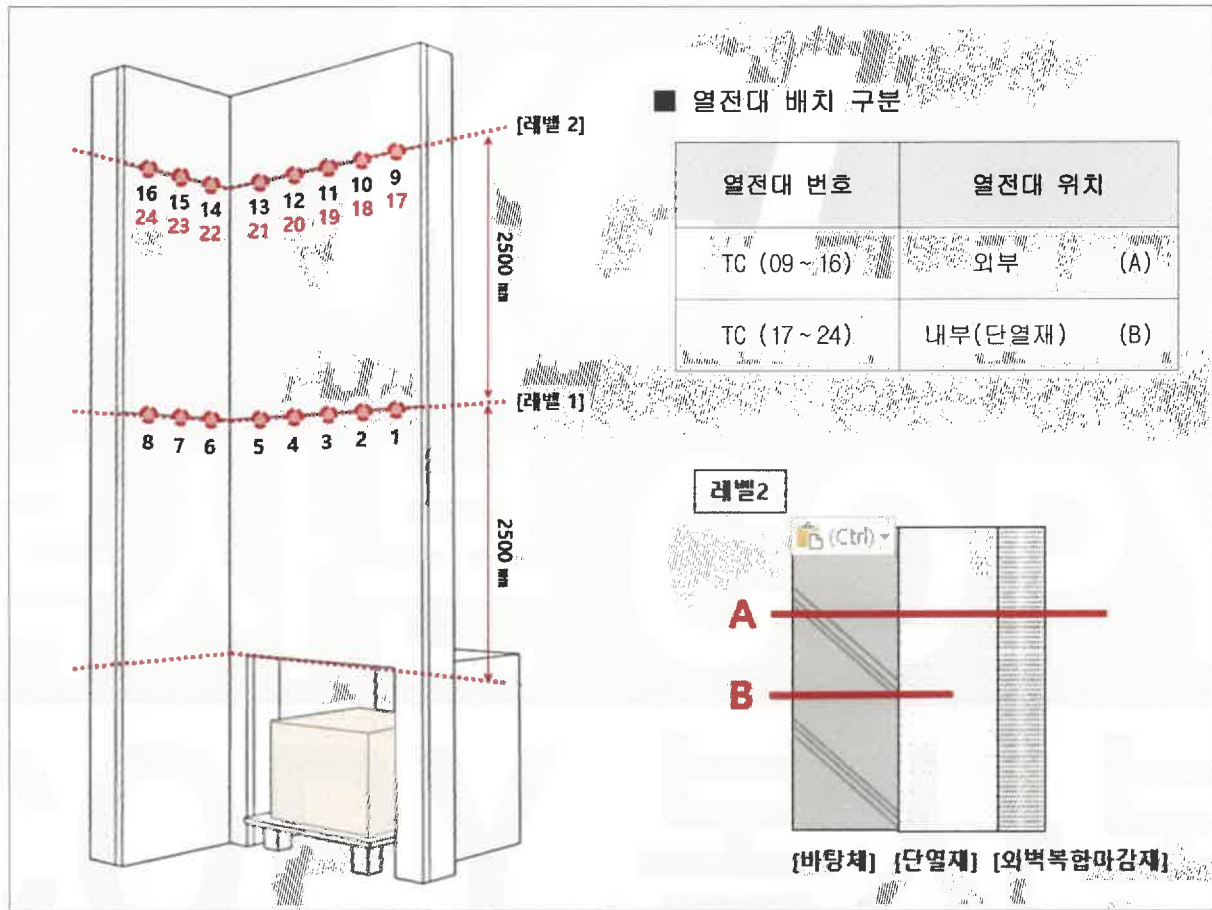 [레벨 2]
16 15 14 13 12 11 10 9
24 23 22 21 20 19 18 17
2500 mm
[레벨 1]
8 7 6 5 4 3 2 1
2500 mm
■ 열전대 배치 구분
열전대 번호 열전대 위치
TC (09~16) 외부 (A)
TC (17~24) 내부(단열재) (B)
레벨2
(Ctrl)
A
B
[바탕체] [단열재] [외벽복합마감재]